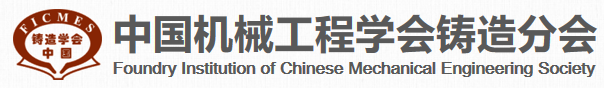 FICMES
铸造学会
中国
中国机械工程学会铸造分会
Foundry Institution of Chinese Mechanical Engineering Society